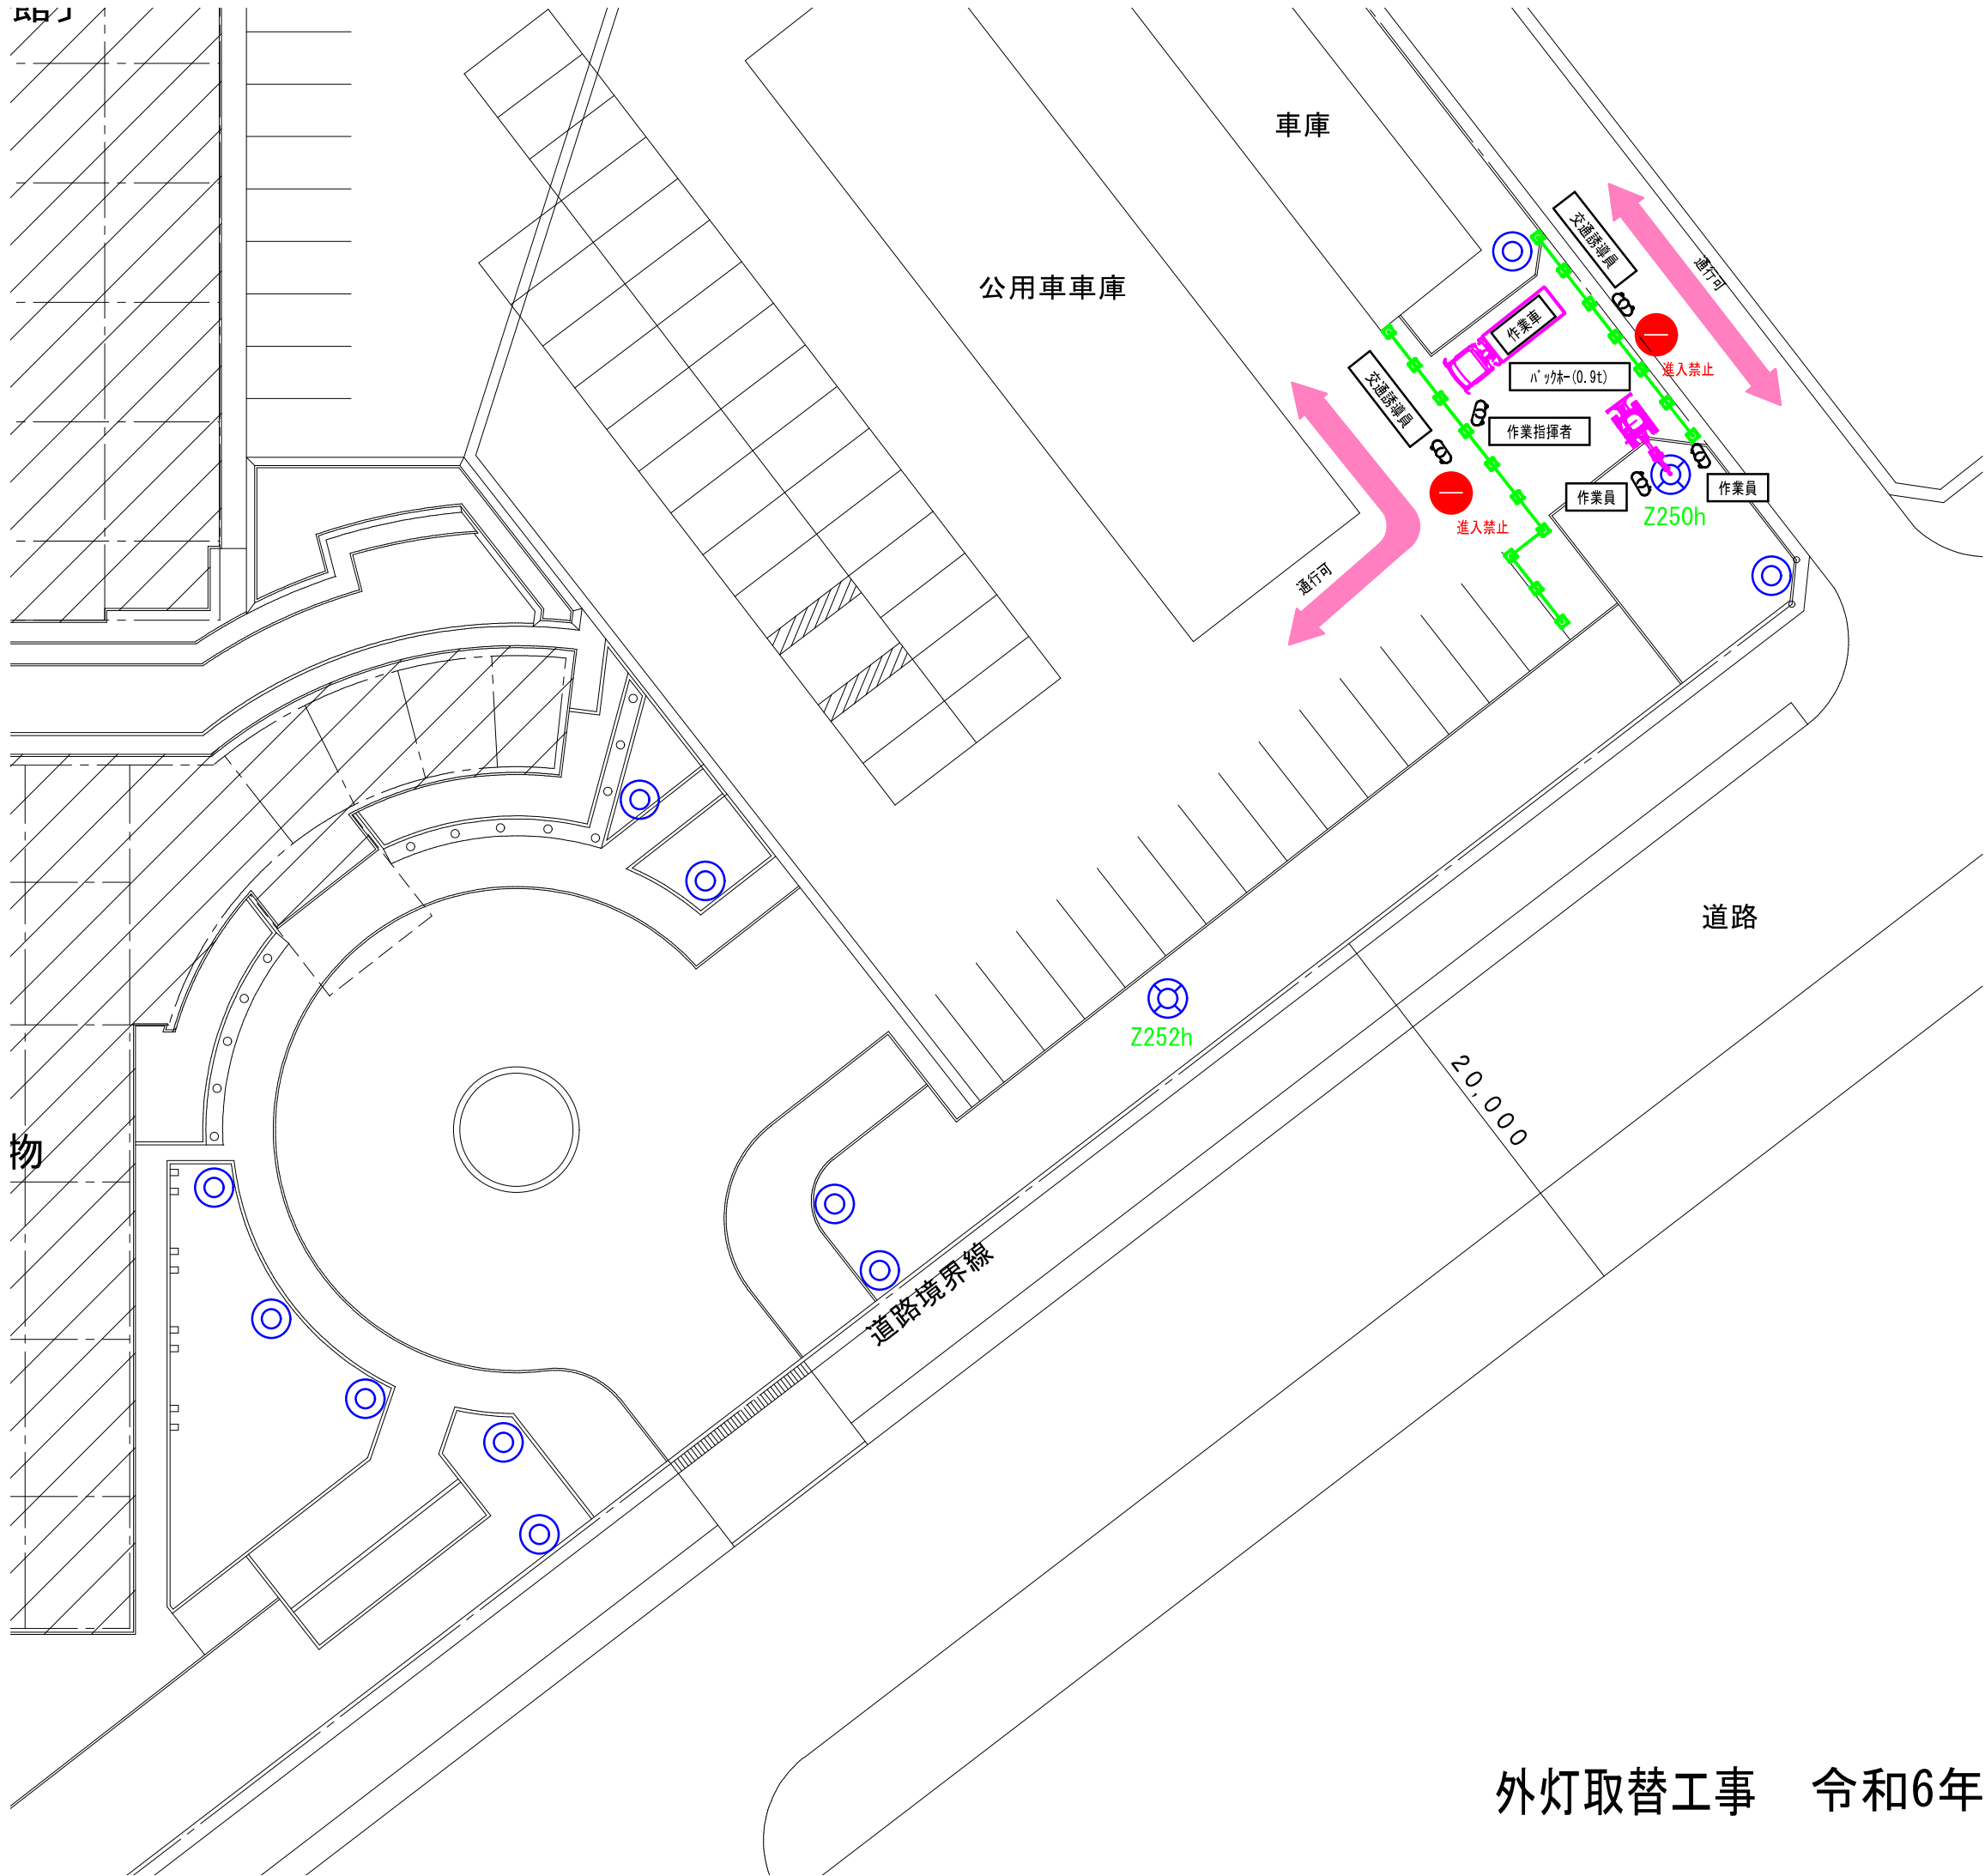 車庫
交通誘導員
通行可
公用車車庫
作業車
進入禁止
バックホー(0.9t)
交通誘導員
作業指揮者
作業員
作業員
Z250h
進入禁止
通行可
道路
Z252h
20,000
物
道路境界線
外灯取替工事　令和6年